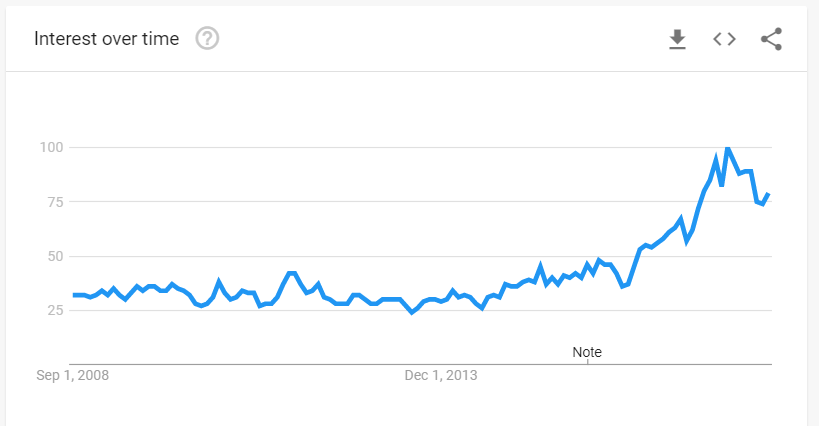 Interest over time ?
100
75
50
25
Note
Sep 1, 2008 Dec 1, 2013